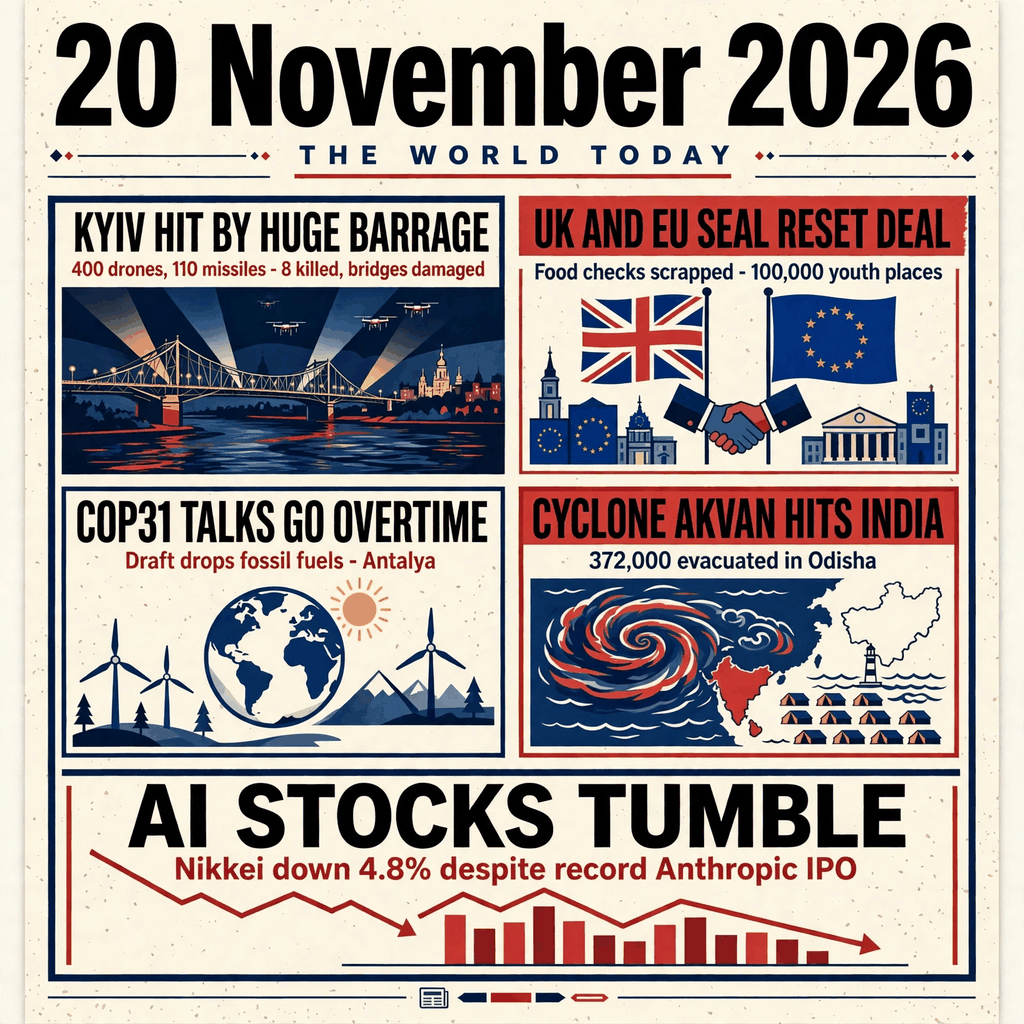 20 November 2026
THE WORLD TODAY
KYIV HIT BY HUGE BARRAGE
400 drones, 110 missiles - 8 killed, bridges damaged
UK AND EU SEAL RESET DEAL
Food checks scrapped - 100,000 youth places
COP31 TALKS GO OVERTIME
Draft drops fossil fuels - Antalya
CYCLONE AKVAN HITS INDIA
372,000 evacuated in Odisha
AI STOCKS TUMBLE
Nikkei down 4.8% despite record Anthropic IPO